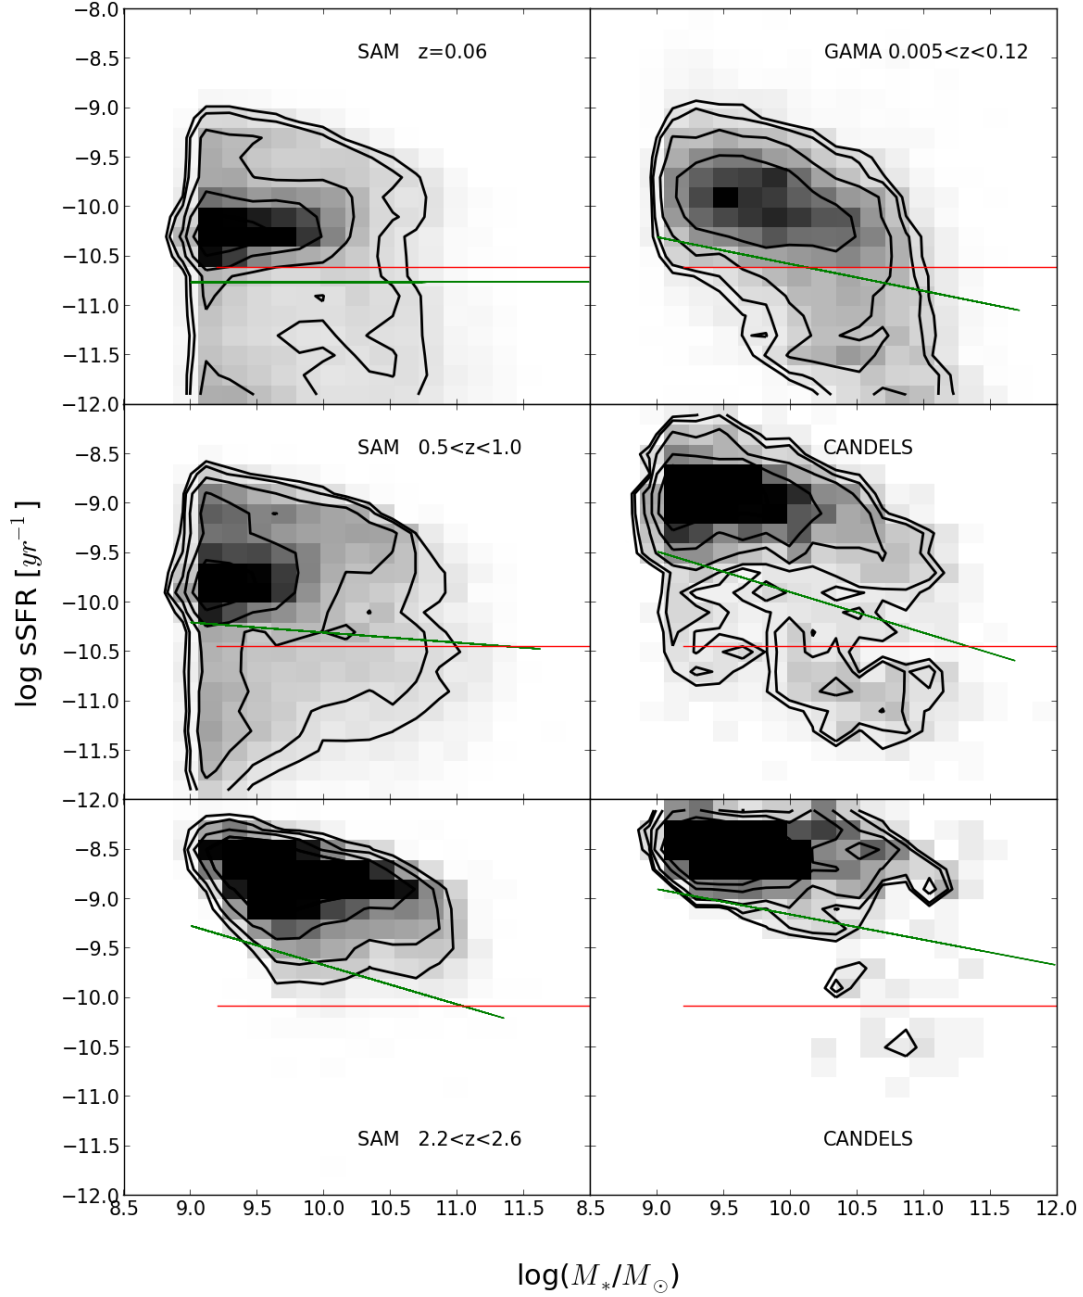 SAM z=0.06
GAMA 0.005<z<0.12
−8.0
−8.5
−9.0
−9.5
−10.0
−10.5
−11.0
−11.5
−12.0
SAM 0.5<z<1.0
CANDELS
−8.5
−9.0
−9.5
−10.0
−10.5
−11.0
−11.5
−12.0
log sSFR [yr⁻¹]
−8.5
−9.0
−9.5
−10.0
−10.5
−11.0
−11.5
−12.0
SAM 2.2<z<2.6
CANDELS
8.5 9.0 9.5 10.0 10.5 11.0 11.5 8.5 9.0 9.5 10.0 10.5 11.0 11.5 12.0
log(M*/M⊙)